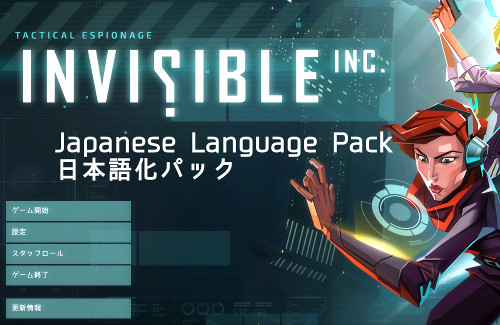 TACTICAL ESPIONAGE
INVISIBLE INC.
Japanese Language Pack
日本語化パック
ゲーム開始
設定
スタッフロール
ゲーム終了
更新情報